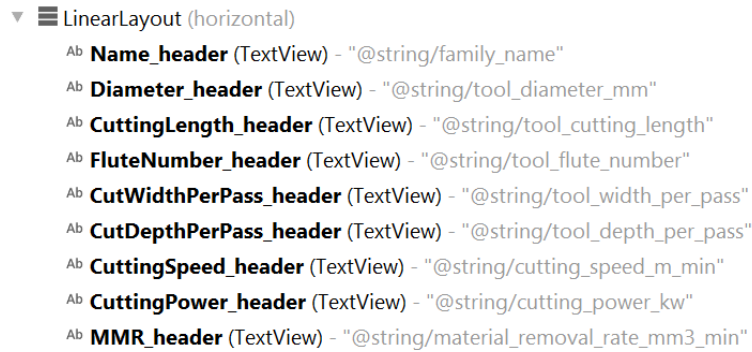 LinearLayout (horizontal)
Ab Name_header (TextView) - "@string/family_name"
Ab Diameter_header (TextView) - "@string/tool_diameter_mm"
Ab CuttingLength_header (TextView) - "@string/tool_cutting_length"
Ab FluteNumber_header (TextView) - "@string/tool_flute_number"
Ab CutWidthPerPass_header (TextView) - "@string/tool_width_per_pass"
Ab CutDepthPerPass_header (TextView) - "@string/tool_depth_per_pass"
Ab CuttingSpeed_header (TextView) - "@string/cutting_speed_m_min"
Ab CuttingPower_header (TextView) - "@string/cutting_power_kw"
Ab MMR_header (TextView) - "@string/material_removal_rate_mm3_min"